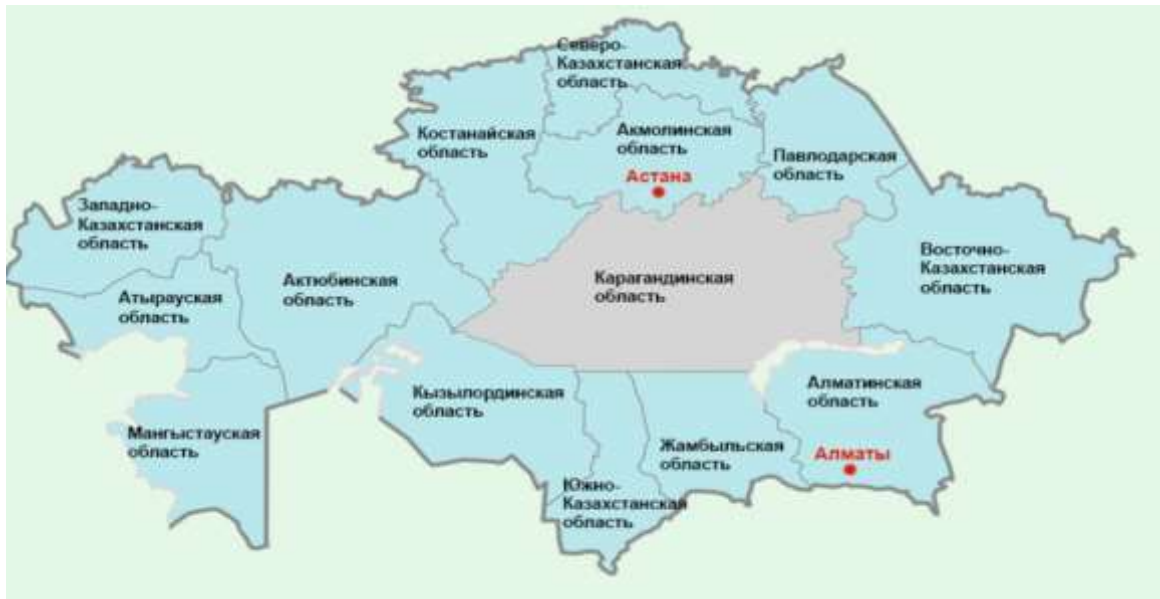 Северо-
Казахстанская
область
Костанайская
область
Акмолинская
область
Астана
Павлодарская
область
Западно-
Казахстанская
область
Восточно-
Казахстанская
область
Актюбинская
область
Карагандинская
область
Атырауская
область
Кызылординская
область
Алматинская
область
Мангыстауская
область
Жамбыльская
область
Алматы
Южно-
Казахстанская
область